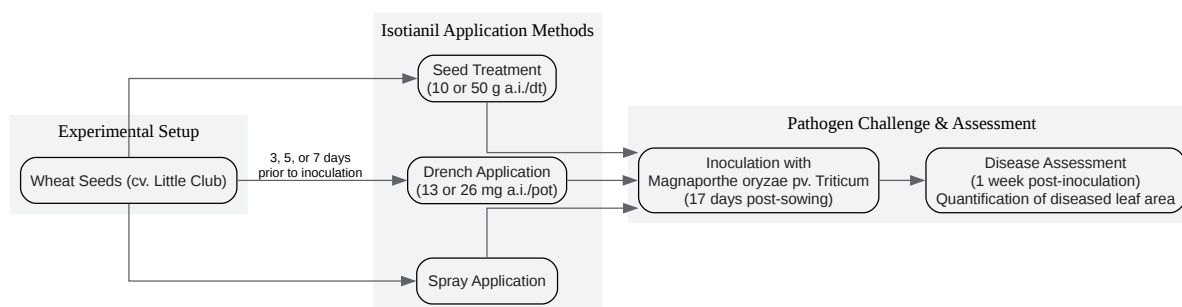 Isotianil Application Methods
Seed Treatment
(10 or 50 g a.i./dt)
Experimental Setup
Wheat Seeds (cv. Little Club)
3, 5, or 7 days
prior to inoculation
Drench Application
(13 or 26 mg a.i./pot)
Spray Application
Pathogen Challenge & Assessment
Inoculation with
Magnaporthe oryzae pv. Triticum
(17 days post-sowing)
Disease Assessment
(1 week post-inoculation)
Quantification of diseased leaf area